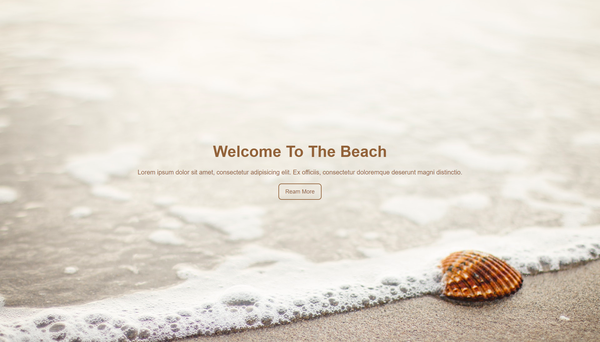 Welcome To The Beach
Lorem ipsum dolor sit amet, consectetur adipisicing elit. Ex officiis, consectetur doloremque deserunt magni distinctio.
Ream More